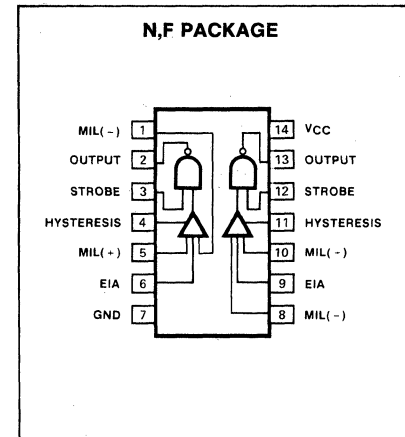 N,F PACKAGE
MIL(-) 1
OUTPUT 2
STROBE 3
HYSTERESIS 4
MIL(+) 5
EIA 6
GND 7
14 VCC
13 OUTPUT
12 STROBE
11 HYSTERESIS
10 MIL(-)
9 EIA
8 MIL(-)